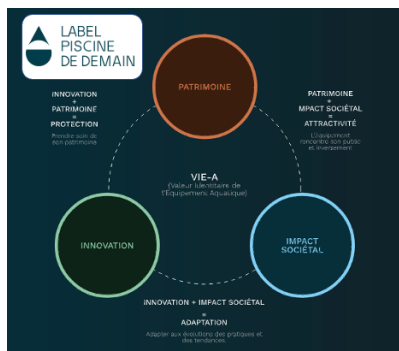 LABEL
PISCINE
DE DEMAIN
PATRIMOINE
INNOVATION
+
PATRIMOINE
=
PROTECTION
Prendre soin de
son patrimoine
PATRIMOINE
+
IMPACT SOCIÉTAL
=
ATTRACTIVITÉ
L'équipement
rencontre son public
et inversement
VIE-A
(Valeur Identitaire de
l'Équipement Aquatique)
INNOVATION
IMPACT
SOCIÉTAL
INNOVATION + IMPACT SOCIÉTAL
=
ADAPTATION
Adapter aux évolutions des pratiques et
des tendances